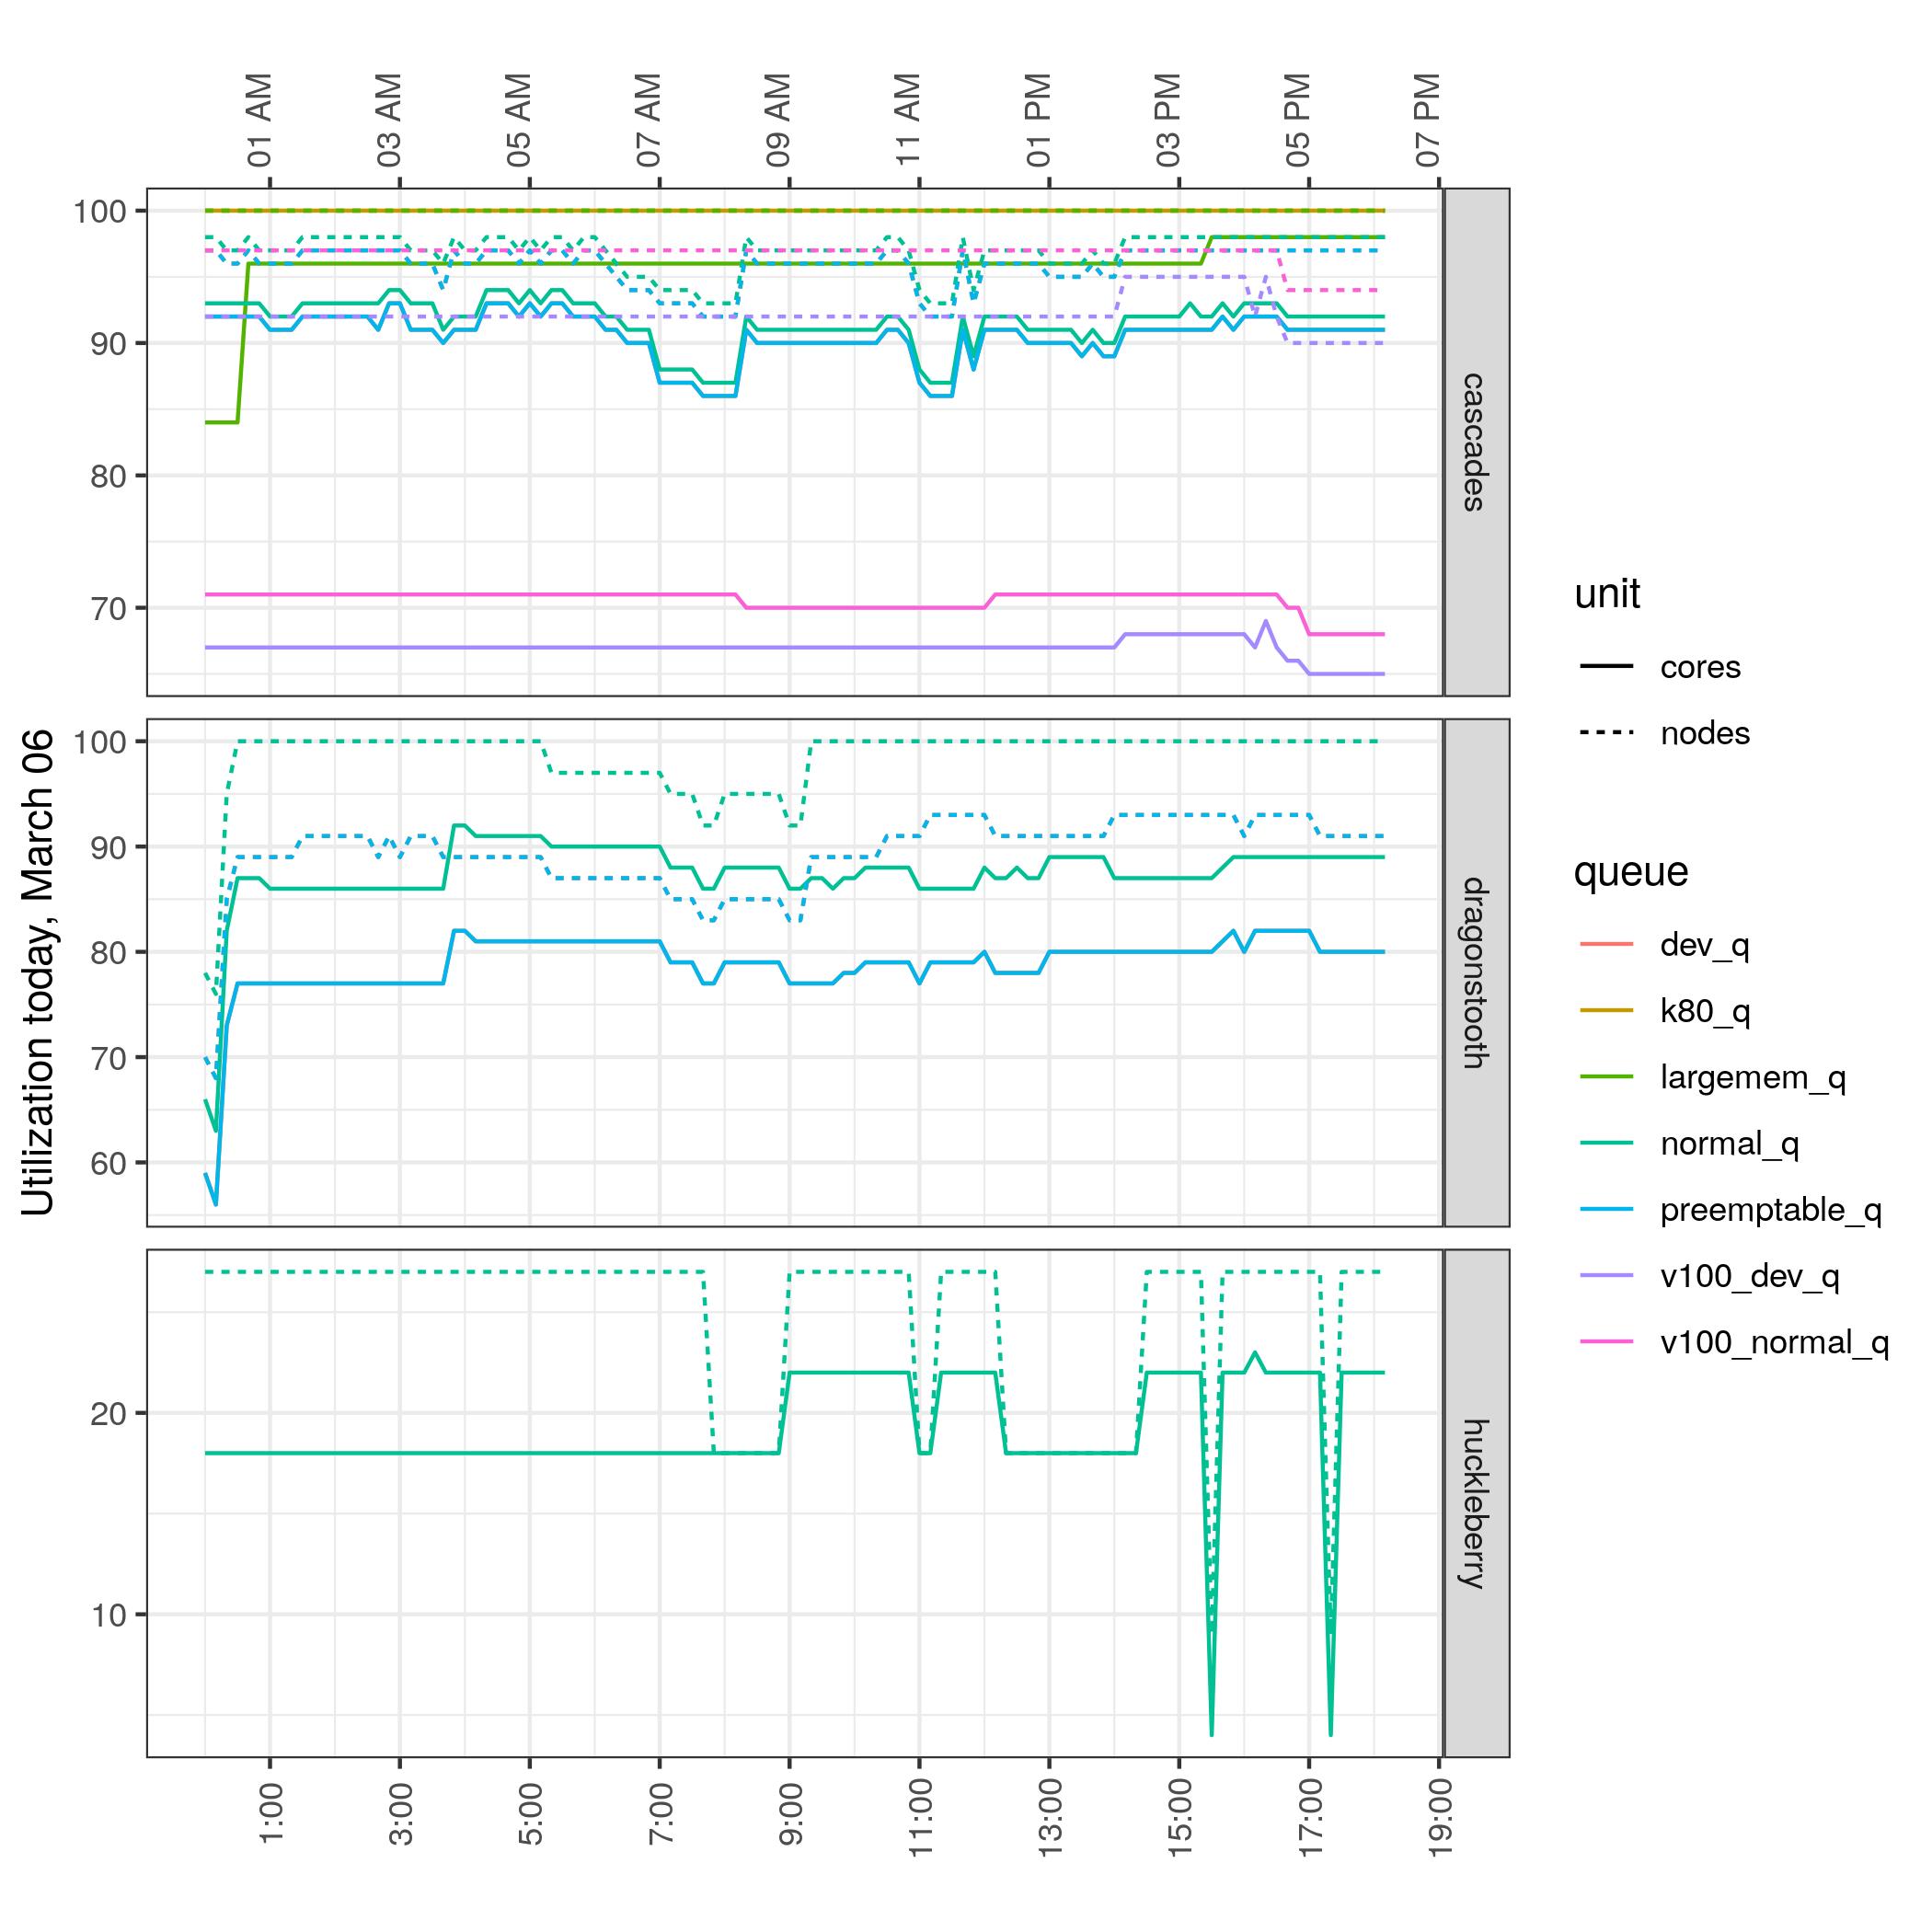 01 AM
03 AM
05 AM
07 AM
09 AM
11 AM
01 PM
03 PM
05 PM
07 PM
Utilization today, March 06
100
90
80
70
cascades
100
90
80
70
60
dragonstooth
20
10
huckleberry
1:00
3:00
5:00
7:00
9:00
11:00
13:00
15:00
17:00
19:00
unit
cores
nodes
queue
dev_q
k80_q
largemem_q
normal_q
preemptable_q
v100_dev_q
v100_normal_q